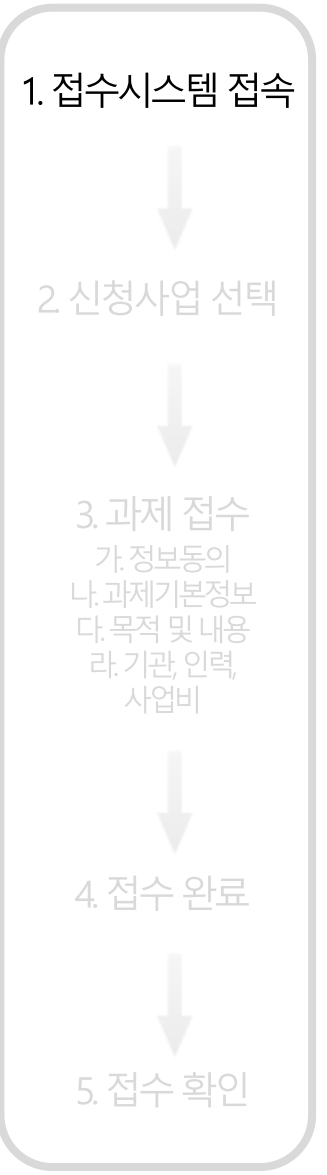 1. 접수시스템 접속
2. 신청사업 선택
3. 과제 접수
가. 정보동의
나. 과제기본정보
다. 목적 및 내용
라. 기관, 인력,
사업비
4. 접수 완료
5. 접수 확인